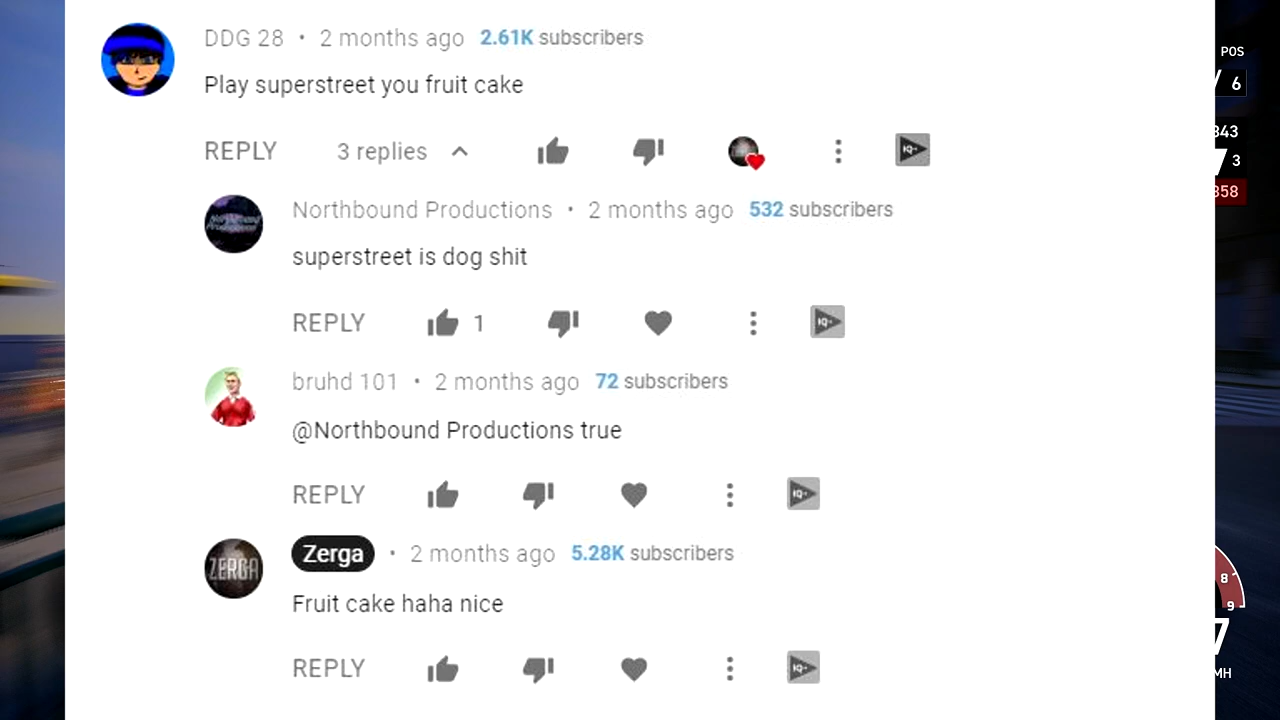 DDG 28 • 2 months ago 2.61K subscribers
Play superstreet you fruit cake
REPLY 3 replies
Northbound Productions • 2 months ago 532 subscribers
superstreet is dog shit
REPLY 1
bruhd 101 • 2 months ago 72 subscribers
@Northbound Productions true
REPLY
ZERGA
Zerga • 2 months ago 5.28K subscribers
Fruit cake haha nice
REPLY
POS
/ 6
343
/ 3
358
8
9
7
MH